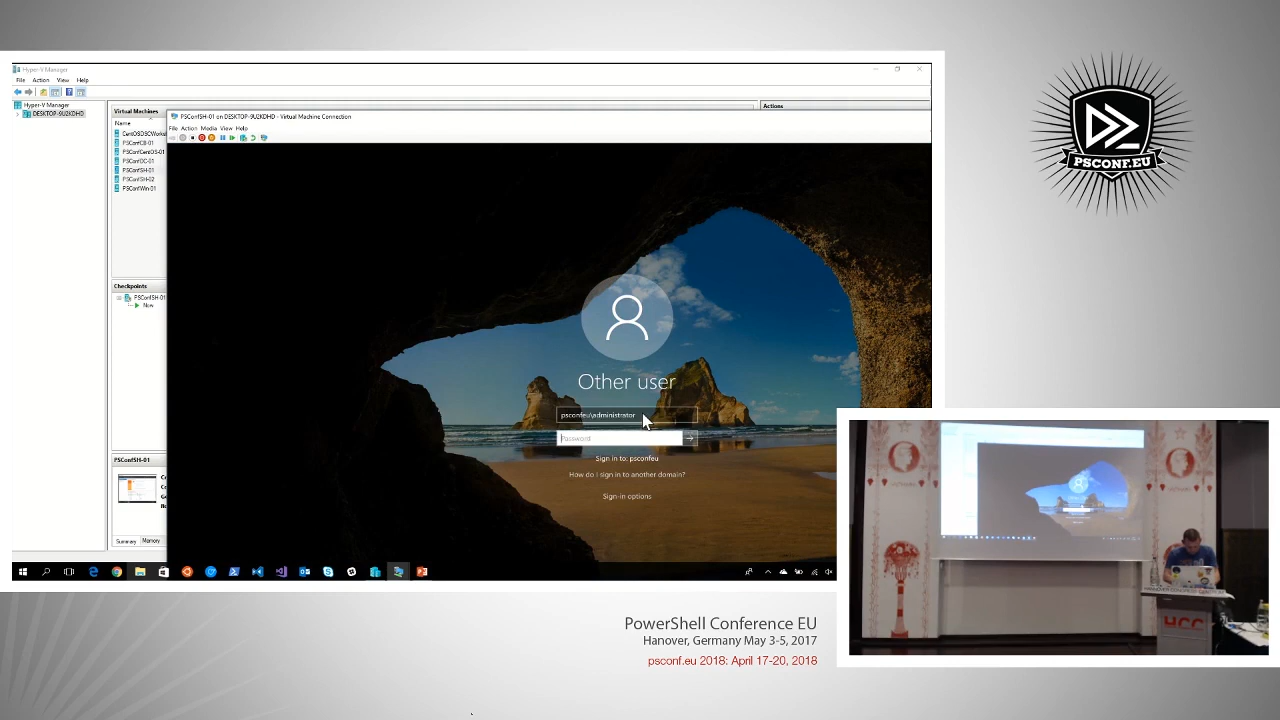 Hyper-V Manager
File Action View Help
Hyper-V Manager
DESKTOP-9U2KDHD
Virtual Machines
Name
CentOSDSCWorks
PSConfCB-01
PSConfCentOS-01
PSConfDC-01
PSConfSH-01
PSConfSH-02
PSConfWin-01
Checkpoints
PSConfSH-01
Now
PSConfSH-01
Summary Memory
Actions
PSConfSH-01 on DESKTOP-9U2KDHD - Virtual Machine Connection
File Action Media View Help
Other user
psconfeu\administrator
Password
Sign in to: psconfeu
How do I sign in to another domain?
Sign-in options
PSCONF.EU
HCC
PowerShell Conference EU
Hanover, Germany May 3-5, 2017
psconf.eu 2018: April 17-20, 2018